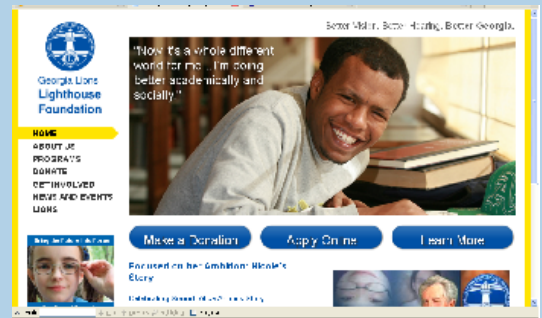 Better Vision. Better Hearing. Better Georgia.
"Now it's a whole different
world for me... I'm doing
better academically and
socially."
Georgia Lions
Lighthouse
Foundation
HOME
ABOUT US
PROGRAMS
DONATE
GET INVOLVED
NEWS AND EVENTS
LIONS
Make a Donation
Apply Online
Learn More
Focused on her Ambition: Nicole's
Story